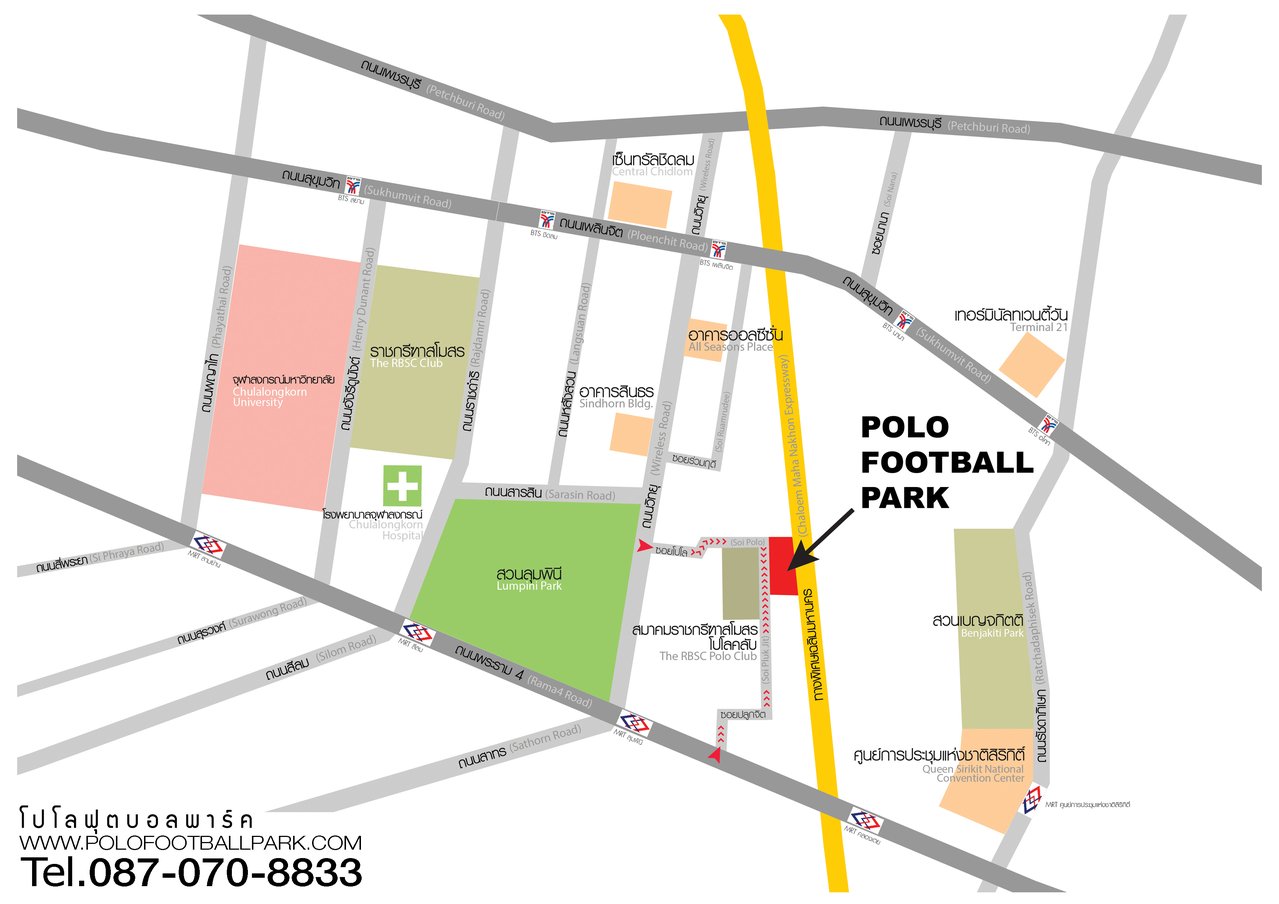 ถนนเพชรบุรี (Petchburi Road)
ถนนเพชรบุรี (Petchburi Road)
เซ็นทรัลชิดลม
Central Chidlom
ถนนวิทยุ (Wireless Road)
ถนนสุขุมวิท (Sukhumvit Road)
BTS สยาม
BTS ชิดลม
ถนนเพลินจิต (Ploenchit Road)
BTS เพลินจิต
ซอยนานา (Soi Nana)
ถนนสุขุมวิท (Sukhumvit Road)
BTS นานา
BTS อโศก
เทอร์มินัลทเวนตี้วัน
Terminal 21
ถนนพญาไท (Phayathai Road)
จุฬาลงกรณ์มหาวิทยาลัย
Chulalongkorn
University
ถนนอังรีดูนังต์ (Henry Dunant Road)
ราชกรีฑาสโมสร
The RBSC Club
ถนนราชดำริ (Rajdamri Road)
ถนนหลังสวน (Langsuan Road)
อาคารออลซีซั่น
All Seasons Place
อาคารสินธร
Sindhorn Bldg.
ถนนวิทยุ (Wireless Road)
ซอยร่วมฤดี (Soi Ruamrudee)
ทางพิเศษเฉลิมมหานคร (Chaloem Maha Nakhon Expressway)
POLO
FOOTBALL
PARK
โรงพยาบาลจุฬาลงกรณ์
Chulalongkorn
Hospital
ถนนสารสิน (Sarasin Road)
สวนลุมพินี
Lumpini Park
ซอยโปโล (Soi Polo)
สมาคมราชกรีฑาสโมสร
โปโลคลับ
The RBSC Polo Club
ซอยปลูกจิต (Soi Pluk Jit)
สวนเบญจกิตติ
Benjakiti Park
ถนนรัชดาภิเษก (Ratchadaphisek Road)
ศูนย์การประชุมแห่งชาติสิริกิติ์
Queen Sirikit National
Convention Center
MRT ศูนย์การประชุมแห่งชาติสิริกิติ์
ถนนสี่พระยา (Si Phraya Road)
MRT สามย่าน
ถนนสุรวงศ์ (Surawong Road)
ถนนสีลม (Silom Road)
MRT สีลม
ถนนพระราม 4 (Rama4 Road)
MRT ลุมพินี
ถนนสาทร (Sathorn Road)
MRT คลองเตย
โปโลฟุตบอลพาร์ค
WWW.POLOFOOTBALLPARK.COM
Tel.087-070-8833